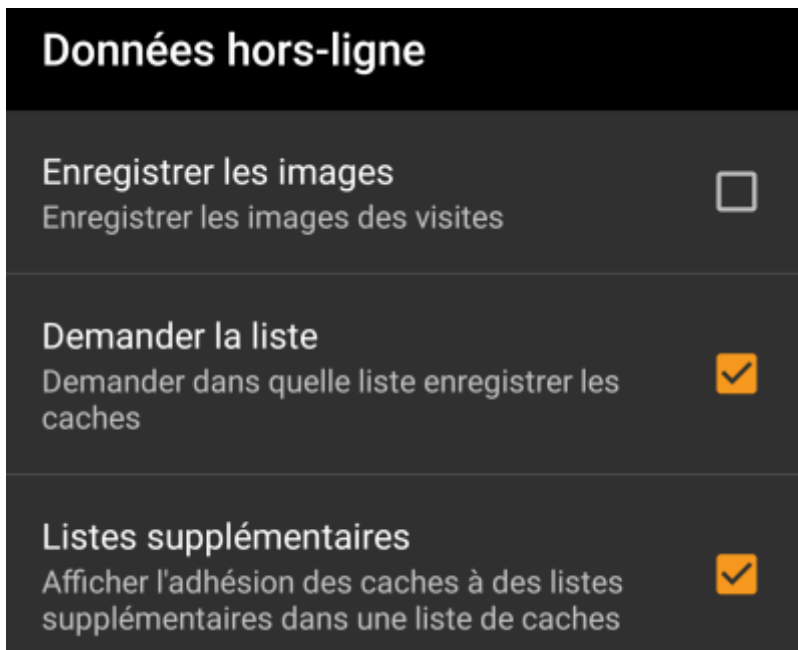 Données hors-ligne
Enregistrer les images
Enregistrer les images des visites
Demander la liste
Demander dans quelle liste enregistrer les
caches
Listes supplémentaires
Afficher l'adhésion des caches à des listes
supplémentaires dans une liste de caches